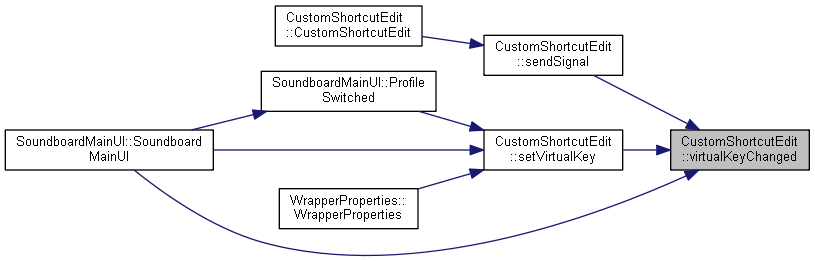 CustomShortcutEdit
::CustomShortcutEdit
CustomShortcutEdit
::sendSignal
SoundboardMainUI::Profile
Switched
SoundboardMainUI::Soundboard
MainUI
CustomShortcutEdit
::setVirtualKey
CustomShortcutEdit
::virtualKeyChanged
WrapperProperties::
WrapperProperties